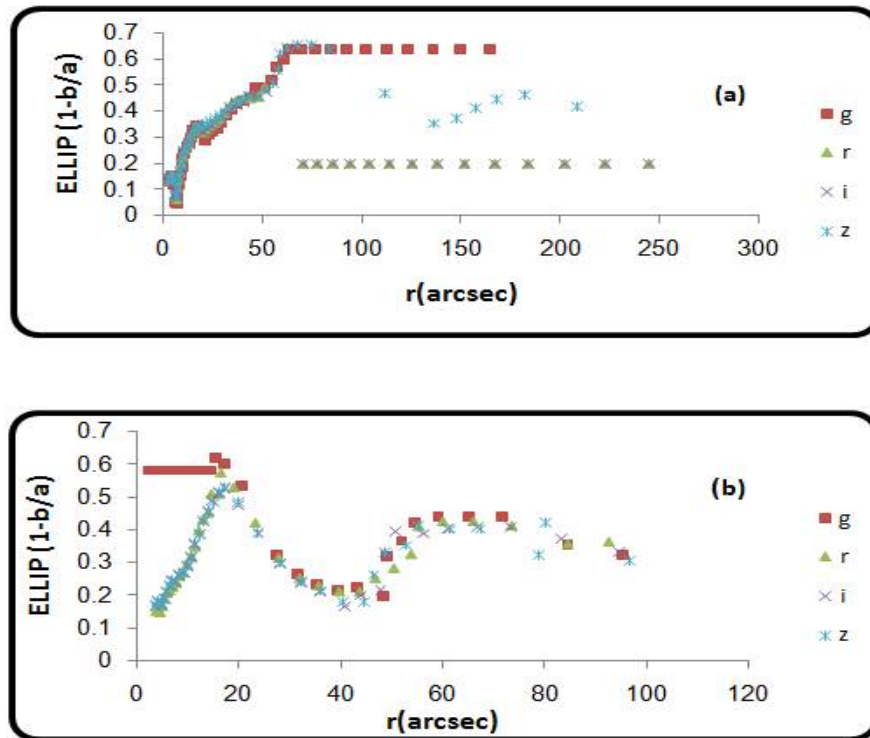 0.7
0.6
0.5
0.4
0.3
0.2
0.1
0
ELLIP (1-b/a)
0 50 100 150 200 250 300
r(arcsec)
(a)
g
r
i
z
0.7
0.6
0.5
0.4
0.3
0.2
0.1
0
ELLIP (1-b/a)
0 20 40 60 80 100 120
r(arcsec)
(b)
g
r
i
z